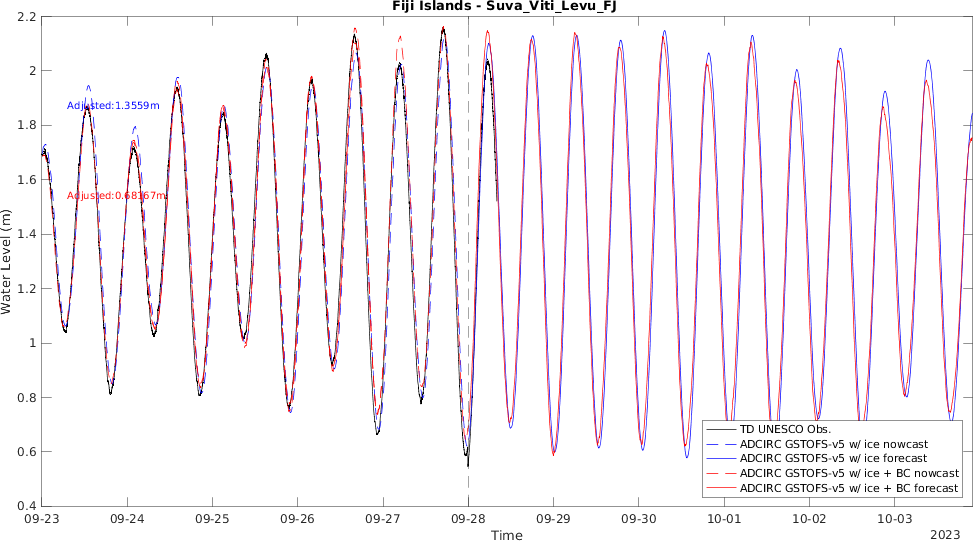 Fiji Islands - Suva_Viti_Levu_FJ
2.2
2
1.8
1.6
1.4
1.2
1
0.8
0.6
0.4
Water Level (m)
Adjusted:1.3559m
Adjusted:0.68167m
TD UNESCO Obs.
ADCIRC GSTOFS-v5 w/ ice nowcast
ADCIRC GSTOFS-v5 w/ ice forecast
ADCIRC GSTOFS-v5 w/ ice + BC nowcast
ADCIRC GSTOFS-v5 w/ ice + BC forecast
09-23 09-24 09-25 09-26 09-27 09-28 09-29 09-30 10-01 10-02 10-03
Time
2023